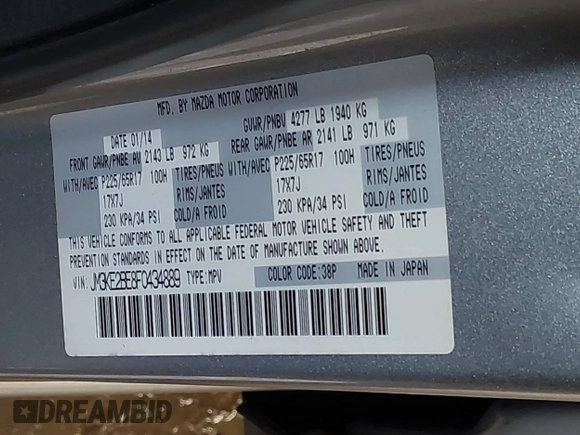 MFD. BY MAZDA MOTOR CORPORATION
DATE 01/14 GVWR/PNBV 4277 LB 1940 KG
FRONT GAWR/PNBE AV 2143 LB 972 KG REAR GAWR/PNBE AR 2141 LB 971 KG
WITH/AVEC P225/65R17 100H TIRES/PNEUS WITH/AVEC P225/65R17 100H TIRES/PNEUS
17X7J RIMS/JANTES 17X7J RIMS/JANTES
230 KPA/34 PSI COLD/A FROID 230 KPA/34 PSI COLD/A FROID
THIS VEHICLE CONFORMS TO ALL APPLICABLE FEDERAL MOTOR VEHICLE SAFETY AND THEFT
PREVENTION STANDARDS IN EFFECT ON THE DATE OF MANUFACTURE SHOWN ABOVE.
VIN: JM3KE2BE8F0434889 TYPE:MPV COLOR CODE:38P MADE IN JAPAN
DREAMBID